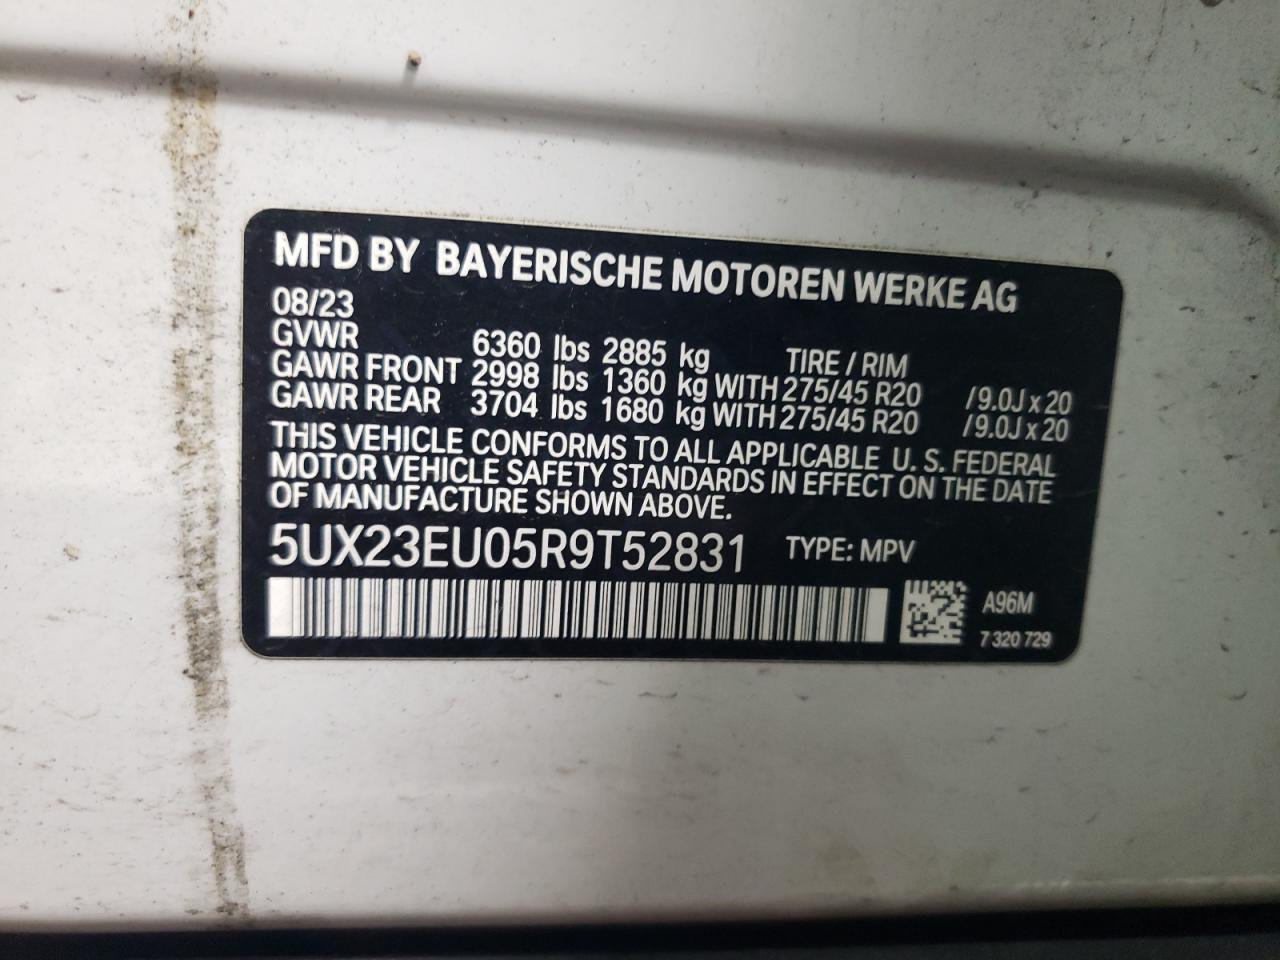 MFD BY BAYERISCHE MOTOREN WERKE AG
08/23
GVWR 6360 lbs 2885 kg TIRE / RIM
GAWR FRONT 2998 lbs 1360 kg WITH 275/45 R20 /9.0J x 20
GAWR REAR 3704 lbs 1680 kg WITH 275/45 R20 /9.0J x 20
THIS VEHICLE CONFORMS TO ALL APPLICABLE U. S. FEDERAL
MOTOR VEHICLE SAFETY STANDARDS IN EFFECT ON THE DATE
OF MANUFACTURE SHOWN ABOVE.
5UX23EU05R9T52831 TYPE: MPV
A96M
7 320 729